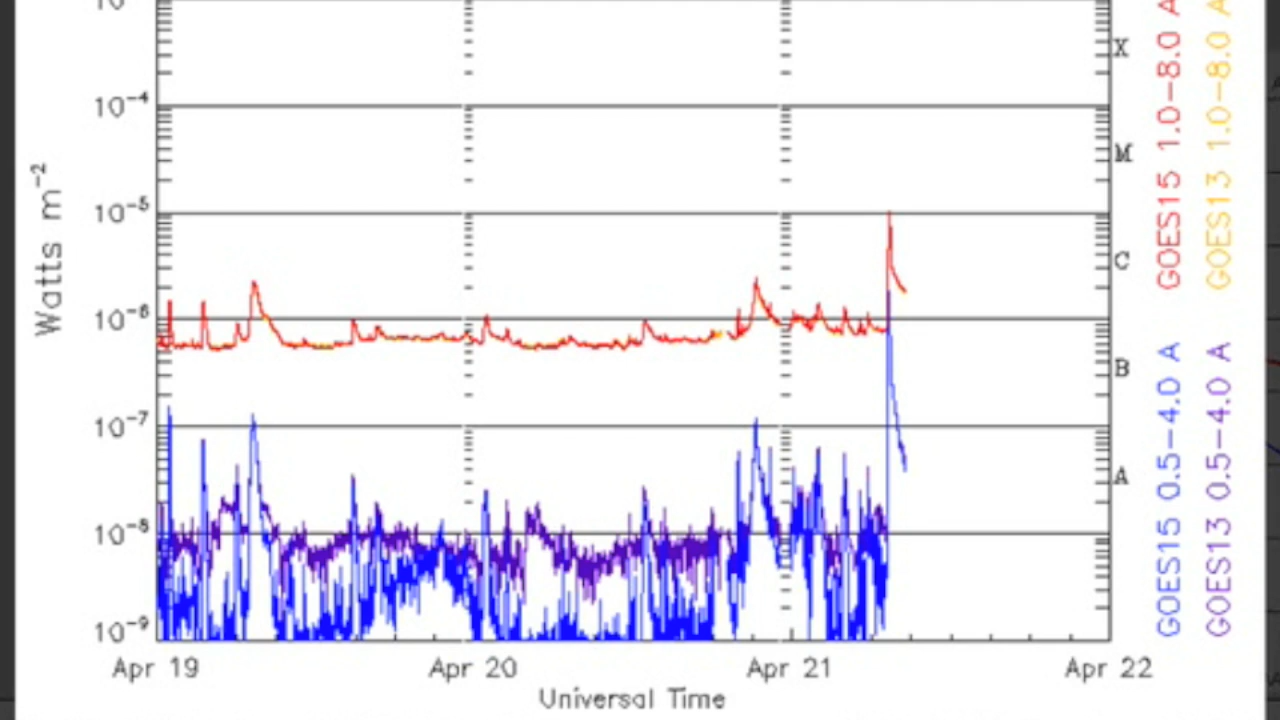 10
X
10-4
M
10-5
C
10-6
B
10-7
A
10-8
10-9
Watts m-2
Apr 19 Apr 20 Apr 21 Apr 22
Universal Time
GOES15 1.0-8.0 A
GOES13 1.0-8.0 A
GOES15 0.5-4.0 A
GOES13 0.5-4.0 A